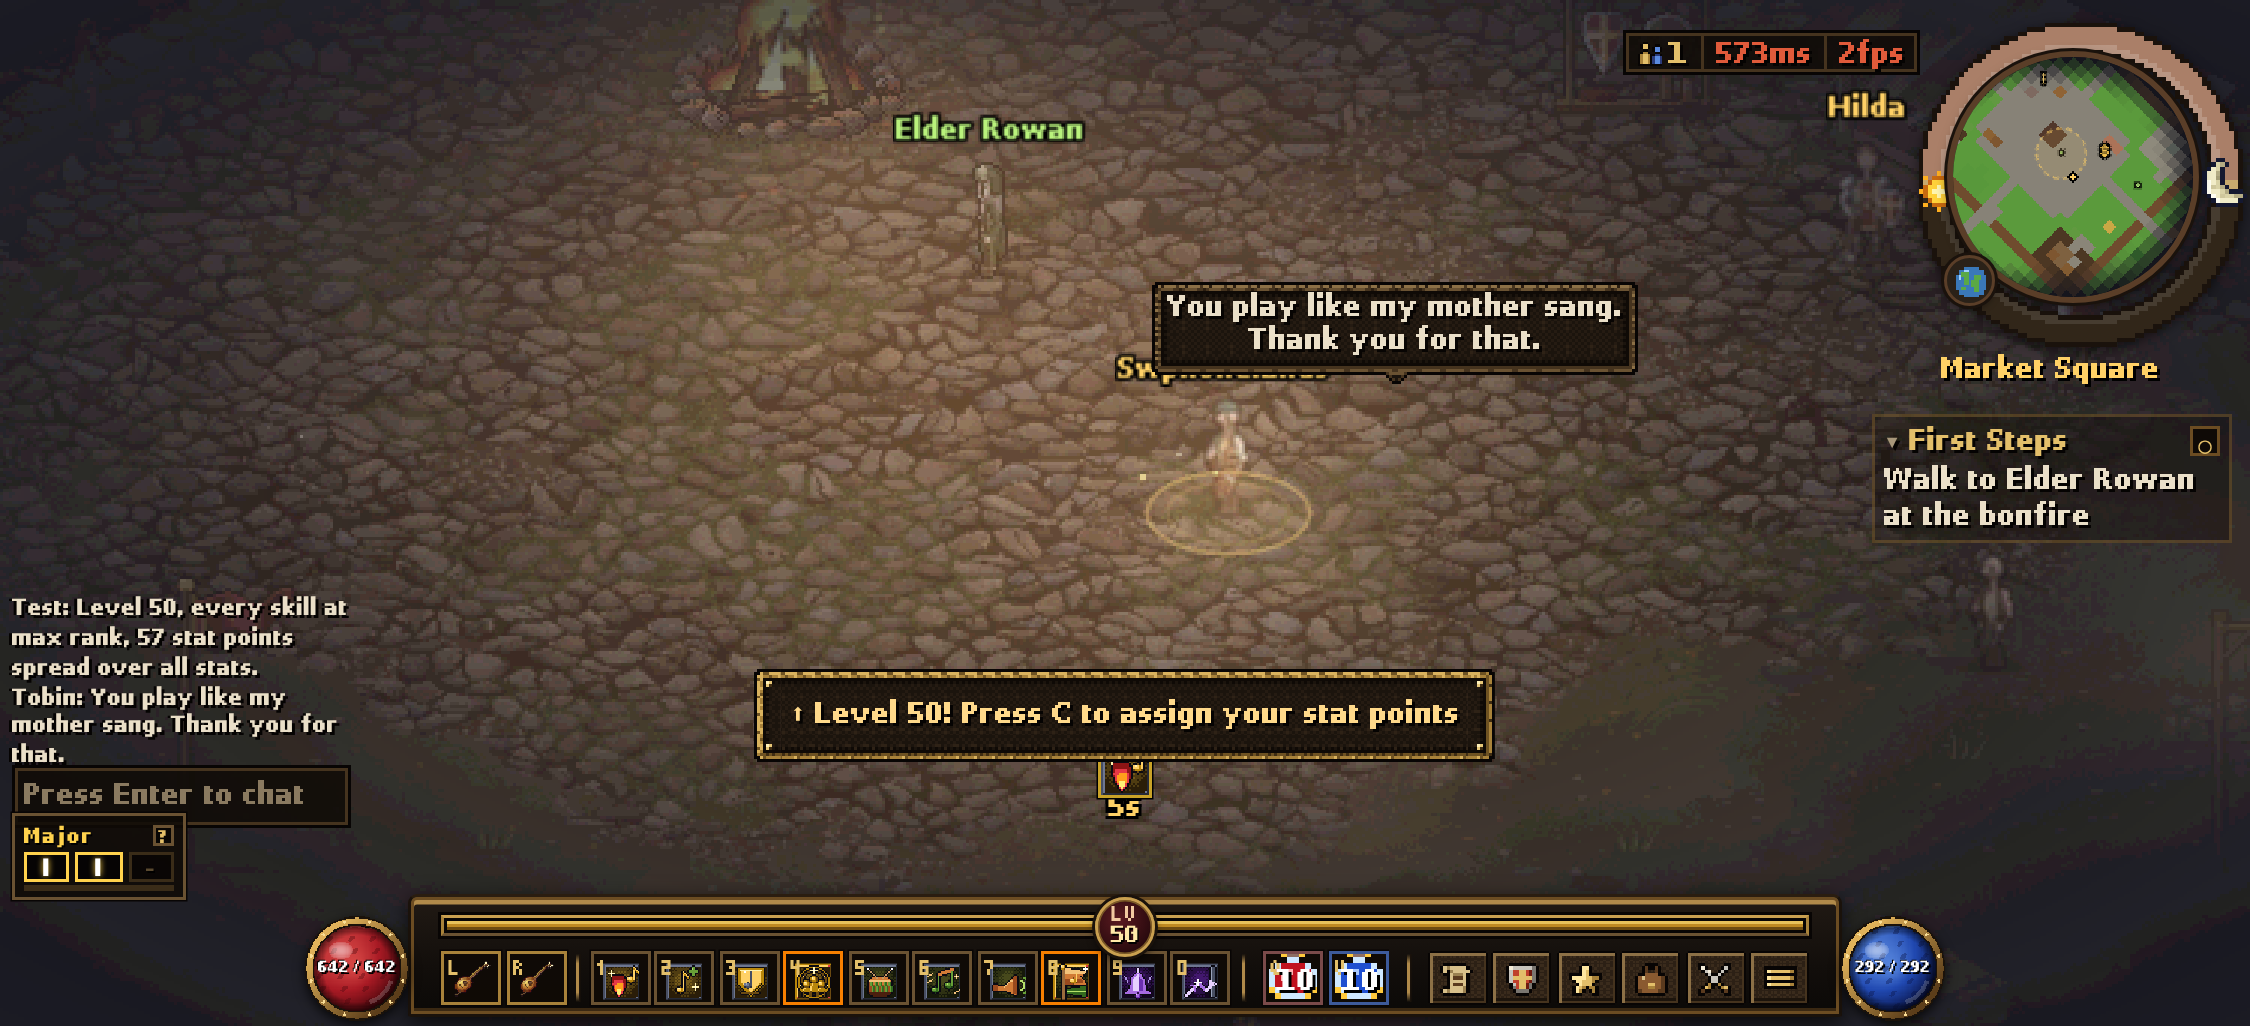 1 573ms 2fps
Hilda
Elder Rowan
You play like my mother sang.
Thank you for that.
Market Square
First Steps
Walk to Elder Rowan
at the bonfire
Test: Level 50, every skill at
max rank, 57 stat points
spread over all stats.
Tobin: You play like my
mother sang. Thank you for
that.
Press Enter to chat
↑ Level 50! Press C to assign your stat points
5s
Major ?
I I -
LV
50
642 / 642
L R 1 2 3 4 5 6 7 8 9 0
10 10
292 / 292